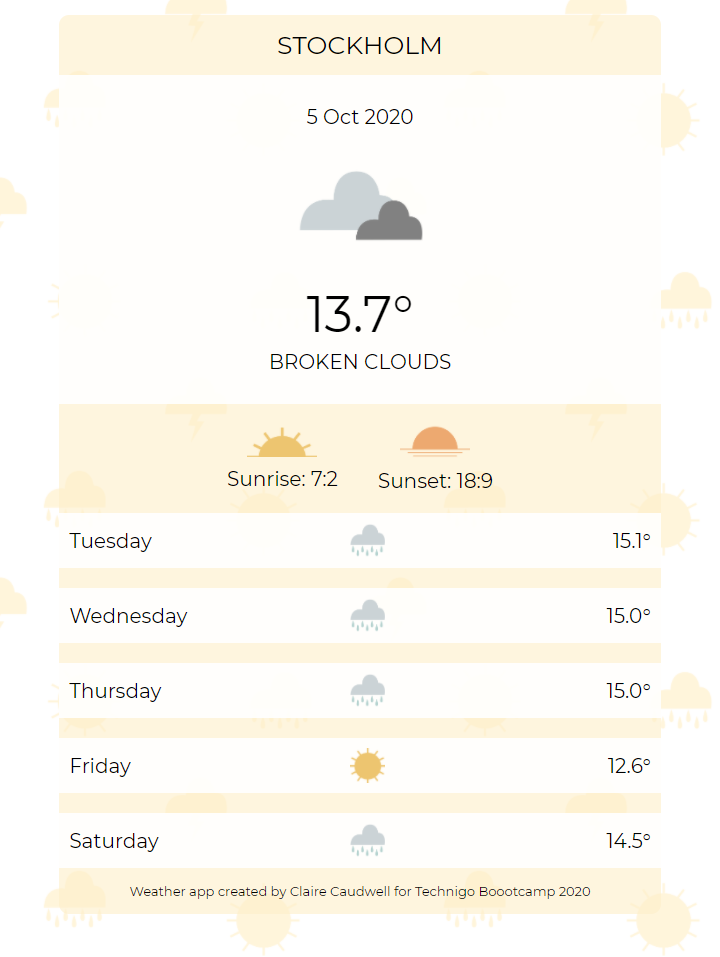 STOCKHOLM
5 Oct 2020
13.7°
BROKEN CLOUDS
Sunrise: 7:2 Sunset: 18:9
Tuesday 15.1°
Wednesday 15.0°
Thursday 15.0°
Friday 12.6°
Saturday 14.5°
Weather app created by Claire Caudwell for Technigo Boootcamp 2020